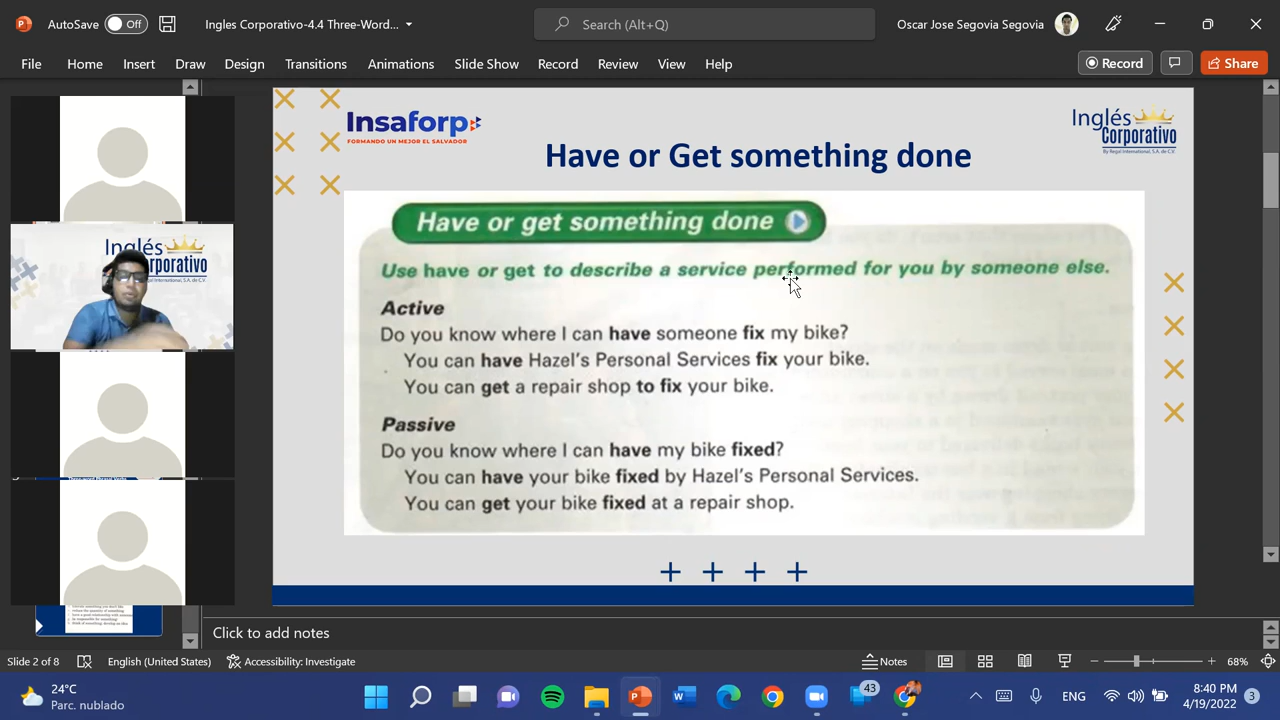 AutoSave Off Ingles Corporativo-4.4 Three-Word... Search (Alt+Q) Oscar Jose Segovia Segovia
File Home Insert Draw Design Transitions Animations Slide Show Record Review View Help Record Share
Insaforp
FORMANDO UN MEJOR EL SALVADOR
Inglés
Corporativo
By Regal International, S.A. de C.V.
Have or Get something done
Inglés
Corporativo
Have or get something done
Use have or get to describe a service performed for you by someone else.
Active
Do you know where I can have someone fix my bike?
You can have Hazel's Personal Services fix your bike.
You can get a repair shop to fix your bike.
Passive
Do you know where I can have my bike fixed?
You can have your bike fixed by Hazel's Personal Services.
You can get your bike fixed at a repair shop.
Click to add notes
Slide 2 of 8 English (United States) Accessibility: Investigate Notes 68%
24°C
Parc. nublado
43
ENG
8:40 PM
4/19/2022
3